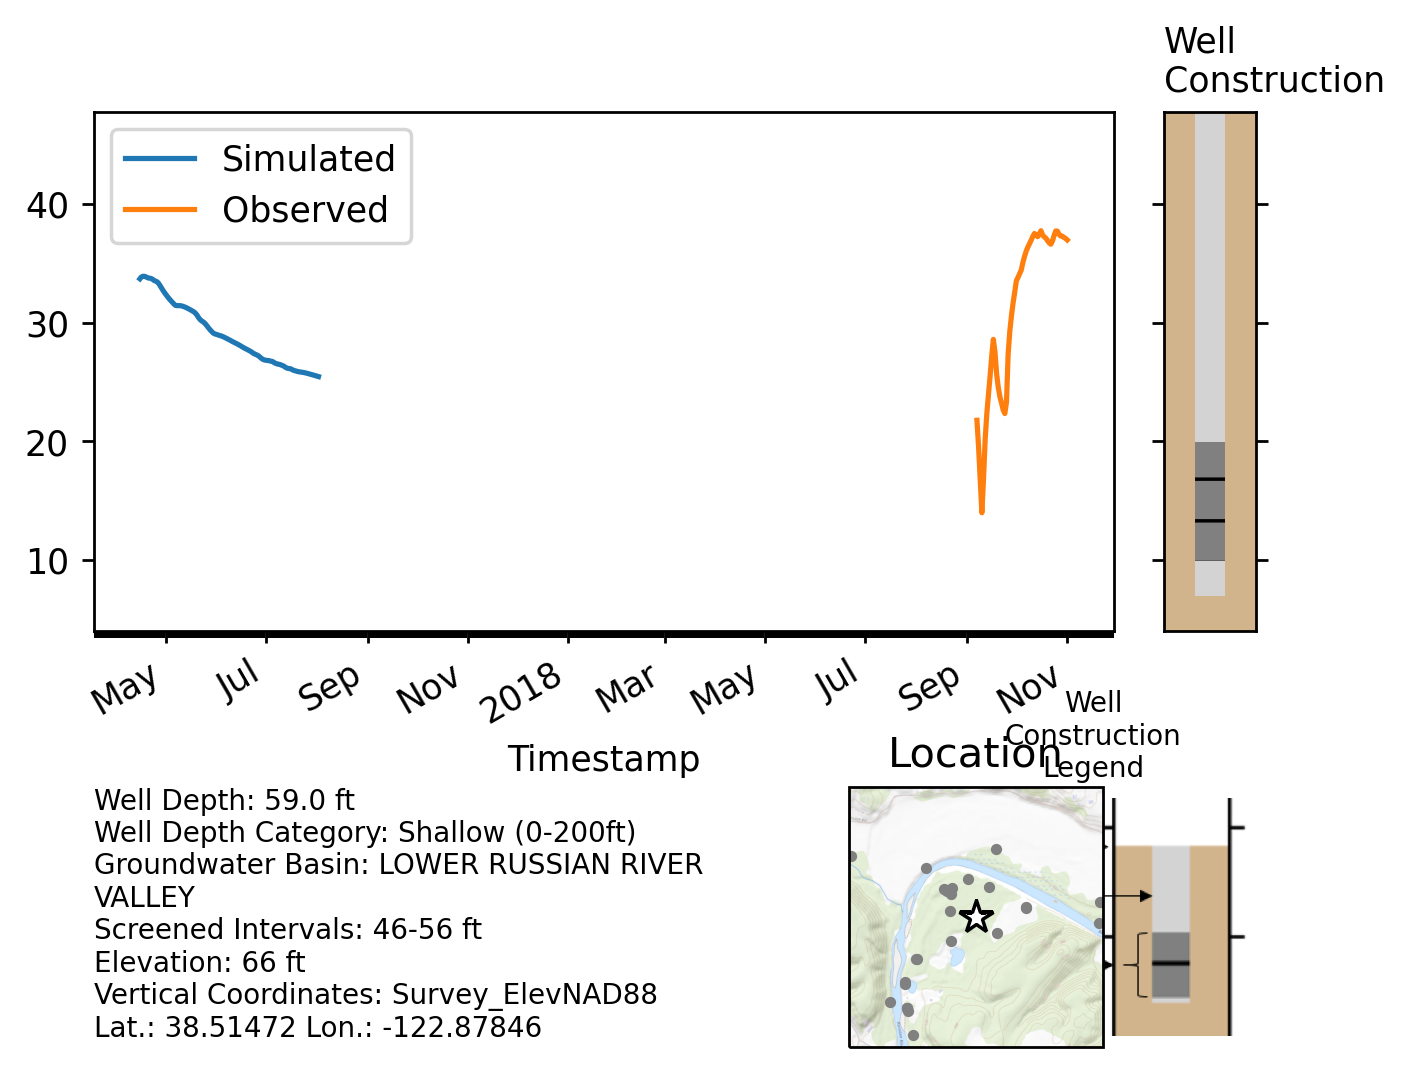 Well
Construction
Simulated
Observed
40
30
20
10
May
Jul
Sep
Nov
2018
Mar
May
Jul
Sep
Nov
Timestamp
Well
Construction
Legend
Location
Well Depth: 59.0 ft
Well Depth Category: Shallow (0-200ft)
Groundwater Basin: LOWER RUSSIAN RIVER
VALLEY
Screened Intervals: 46-56 ft
Elevation: 66 ft
Vertical Coordinates: Survey_ElevNAD88
Lat.: 38.51472 Lon.: -122.87846